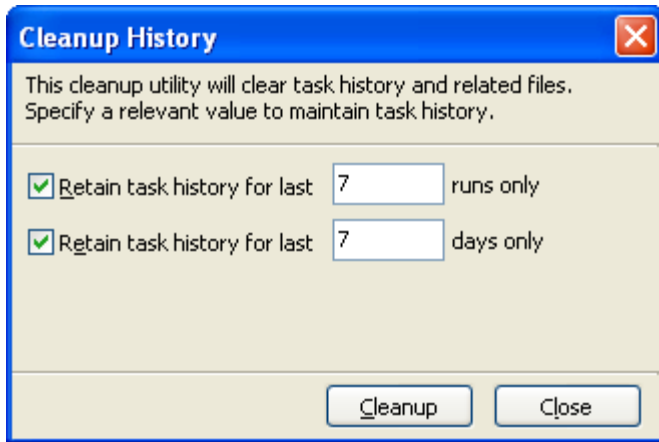 Cleanup History
This cleanup utility will clear task history and related files.
Specify a relevant value to maintain task history.
Retain task history for last 7 runs only
Retain task history for last 7 days only
Cleanup Close